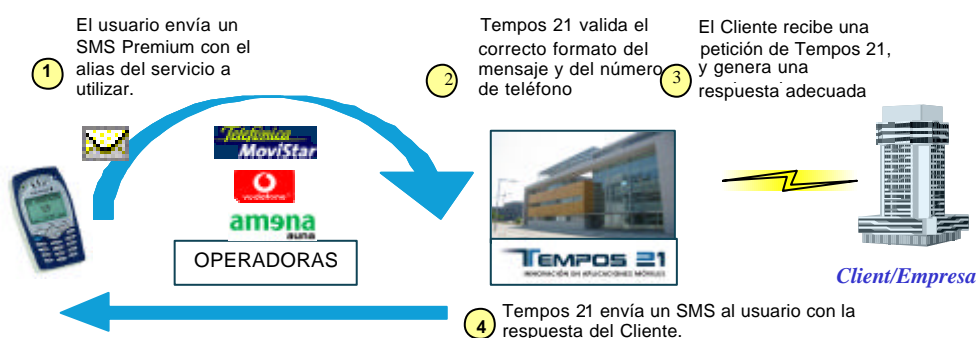 El usuario envía un
SMS Premium con el
alias del servicio a
utilizar.
1
Tempos 21 valida el
correcto formato del
mensaje y del número
de teléfono
2
El Cliente recibe una
petición de Tempos 21,
y genera una
respuesta adecuada
3
Telefónica
MoviStar
vodafone
amena
auna
OPERADORAS
TEMPOS 21
INNOVACIÓN EN APLICACIONES MÓVILES
Client/Empresa
4
Tempos 21 envía un SMS al usuario con la
respuesta del Cliente.